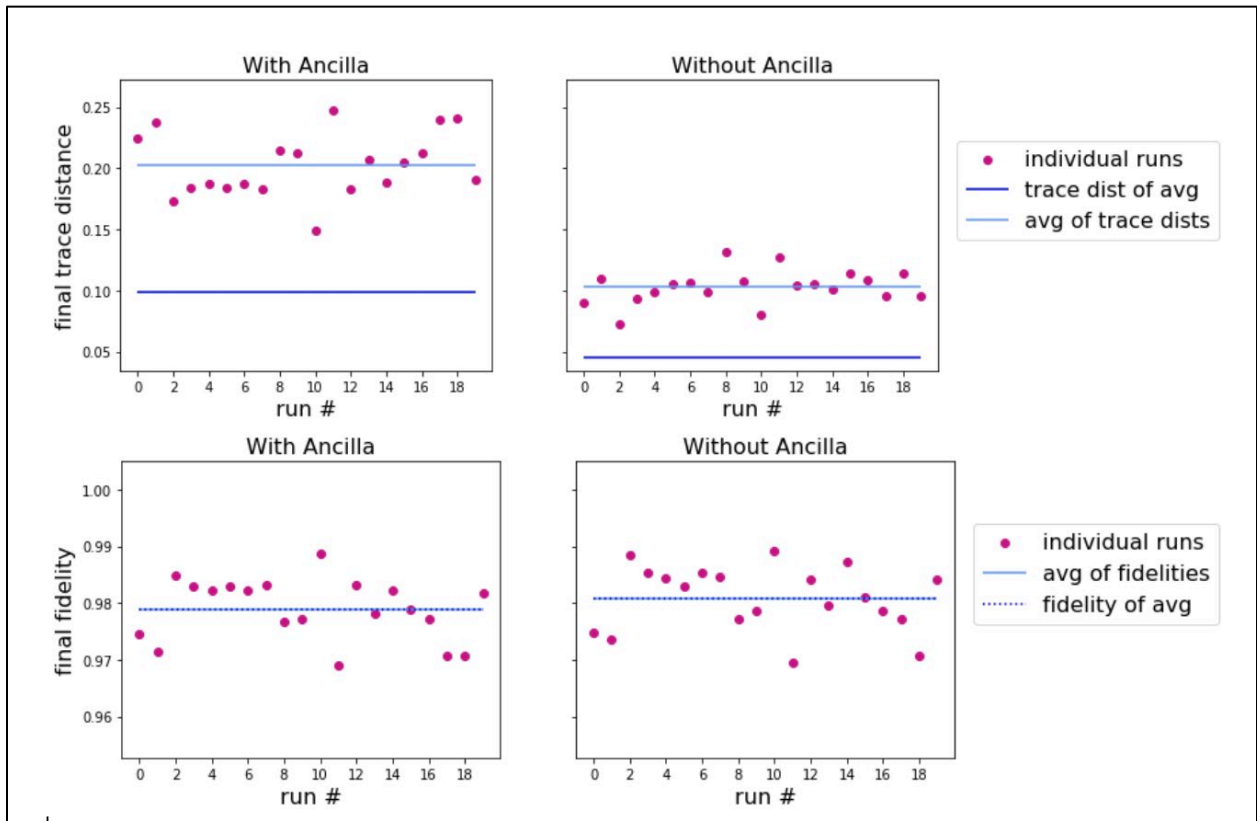 With Ancilla
Without Ancilla
final trace distance
0.25
0.20
0.15
0.10
0.05
0 2 4 6 8 10 12 14 16 18
run #
0 2 4 6 8 10 12 14 16 18
run #
individual runs
trace dist of avg
avg of trace dists
With Ancilla
Without Ancilla
final fidelity
1.00
0.99
0.98
0.97
0.96
0 2 4 6 8 10 12 14 16 18
run #
0 2 4 6 8 10 12 14 16 18
run #
individual runs
avg of fidelities
fidelity of avg